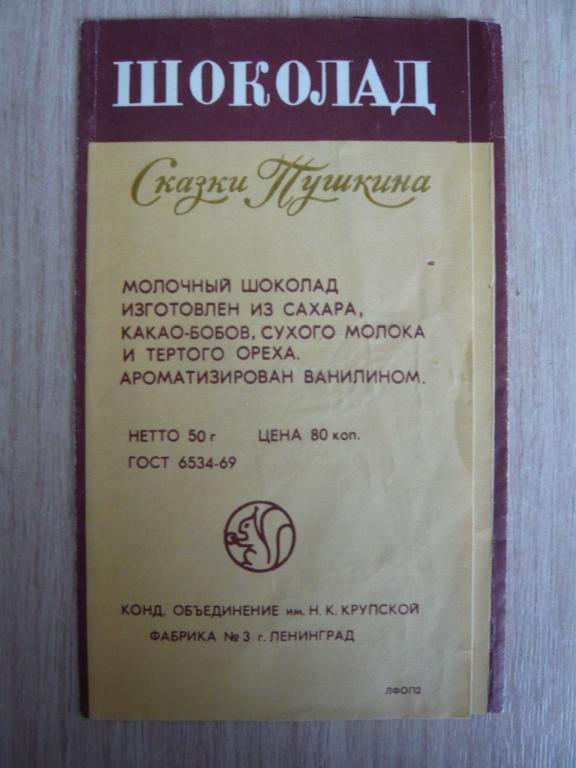 ШОКОЛАД
Сказки Пушкина
МОЛОЧНЫЙ ШОКОЛАД
ИЗГОТОВЛЕН ИЗ САХАРА,
КАКАО-БОБОВ, СУХОГО МОЛОКА
И ТЕРТОГО ОРЕХА.
АРОМАТИЗИРОВАН ВАНИЛИНОМ.
НЕТТО 50 г ЦЕНА 80 коп.
ГОСТ 6534-69
КОНД. ОБЪЕДИНЕНИЕ им. Н. К. КРУПСКОЙ
ФАБРИКА № 3 г. ЛЕНИНГРАД
ЛФОП2